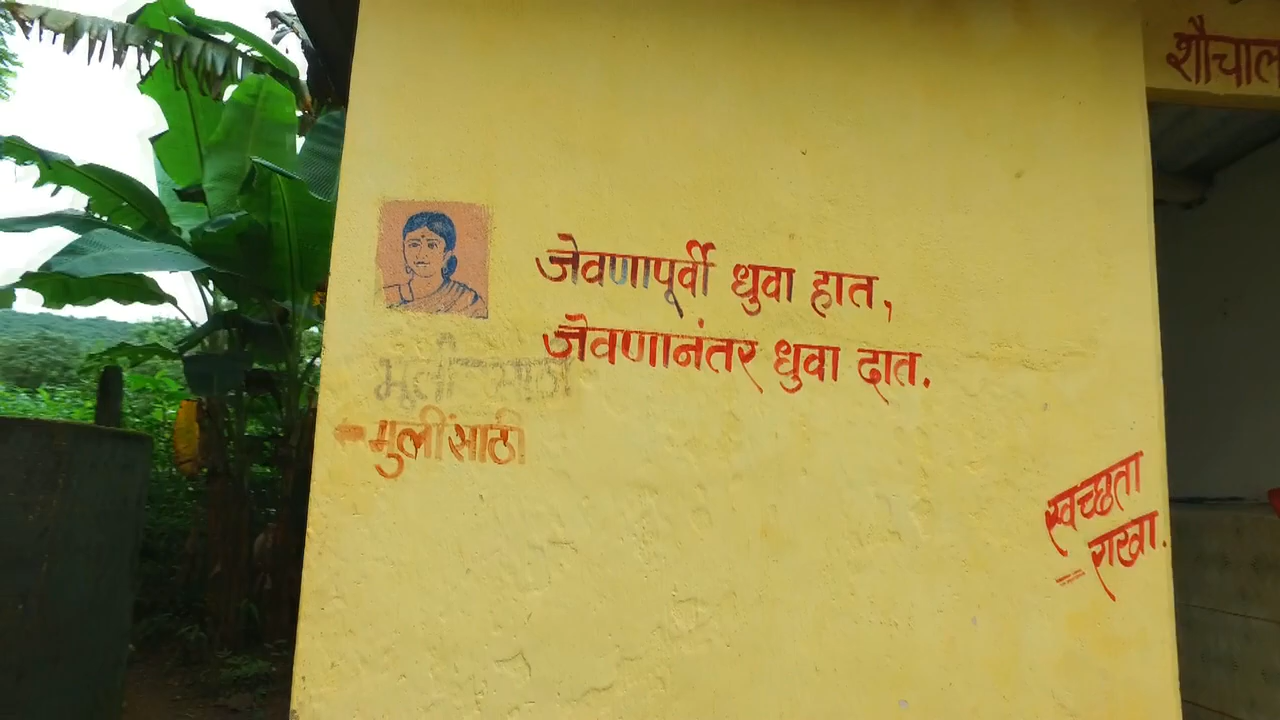 जेवणापूर्वी धुवा हात,
जेवणानंतर धुवा दात.
मुलींसाठी
स्वच्छता
राखा.